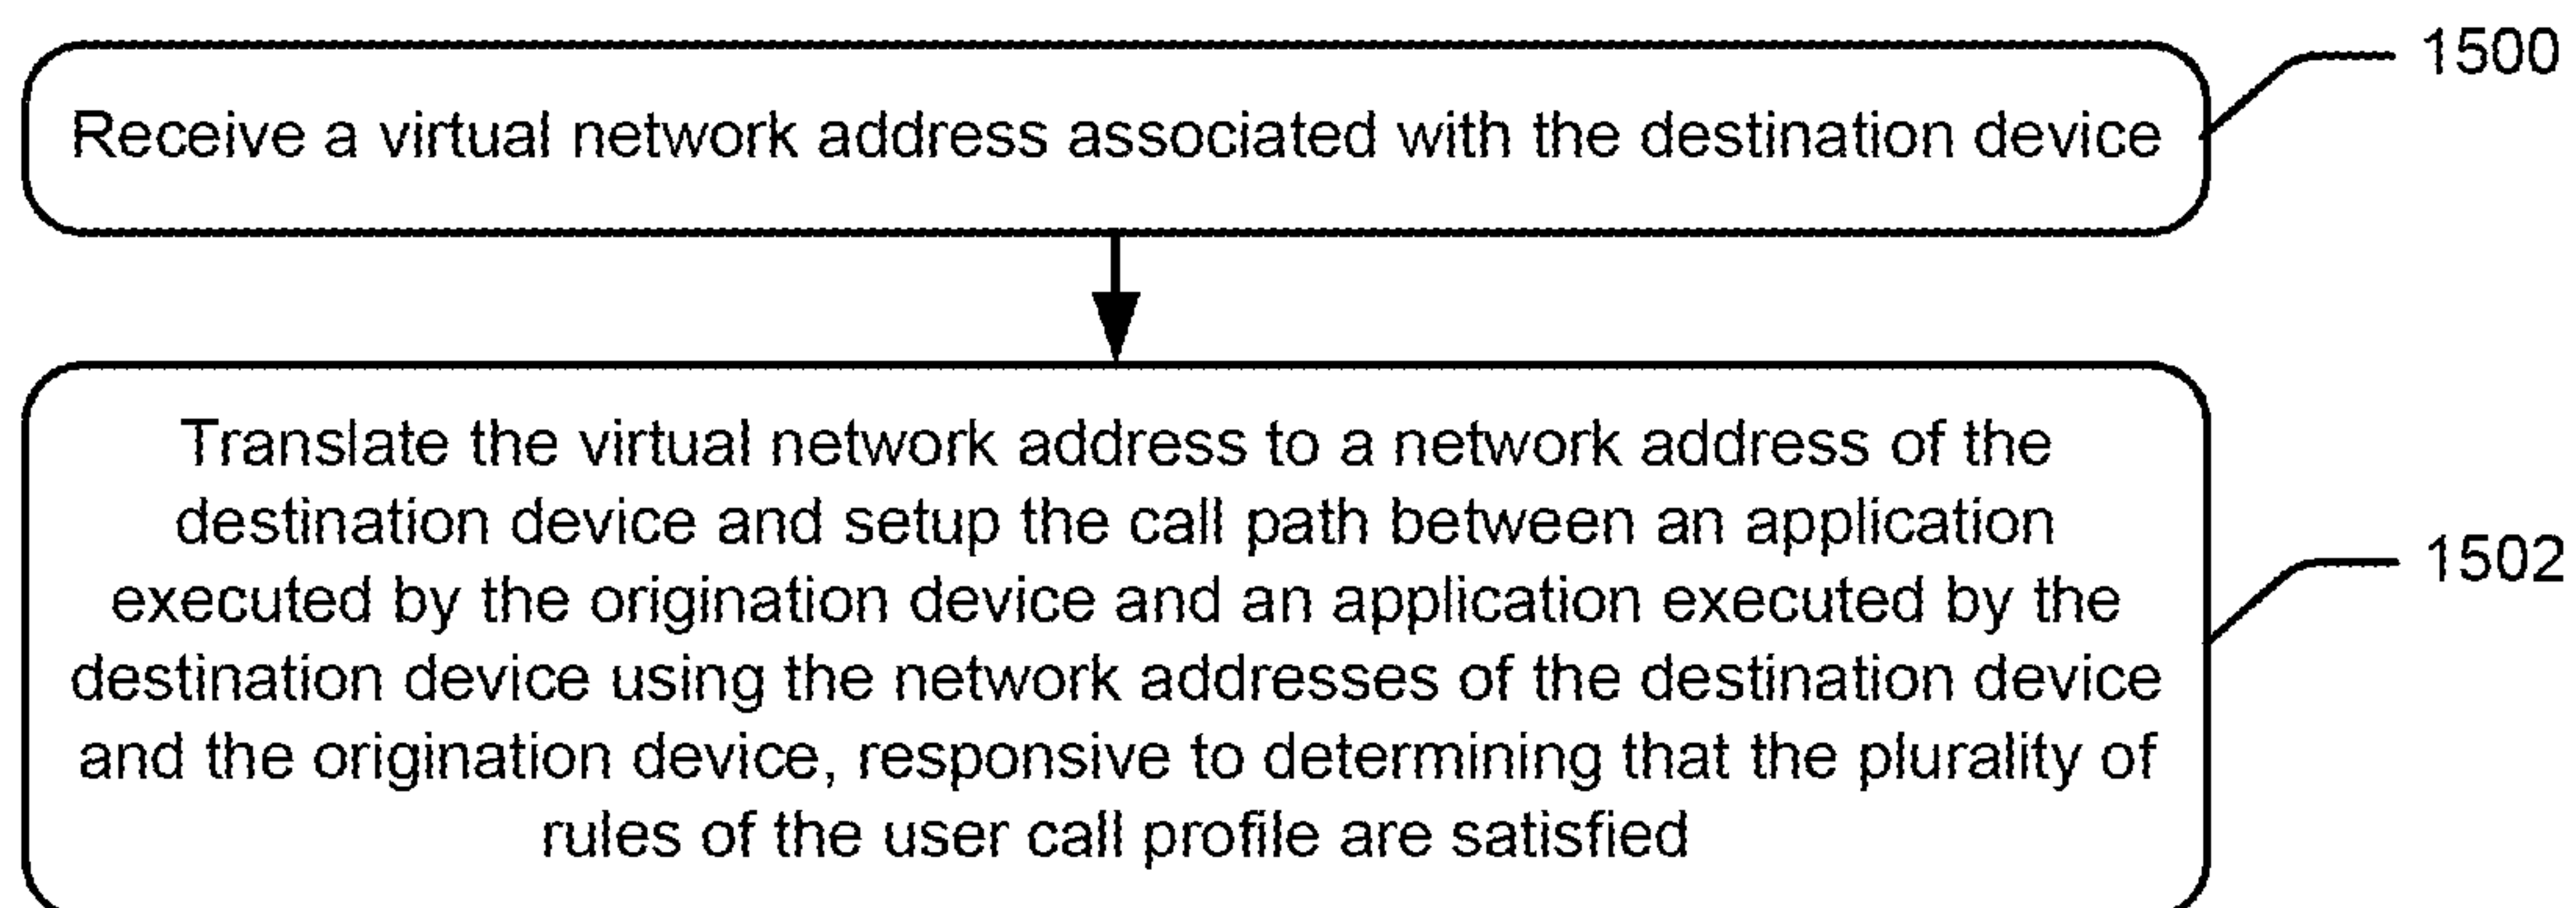 1500
Receive a virtual network address associated with the destination device
Translate the virtual network address to a network address of the
destination device and setup the call path between an application
executed by the origination device and an application executed by the
destination device using the network addresses of the destination device
and the origination device, responsive to determining that the plurality of
rules of the user call profile are satisfied
1502